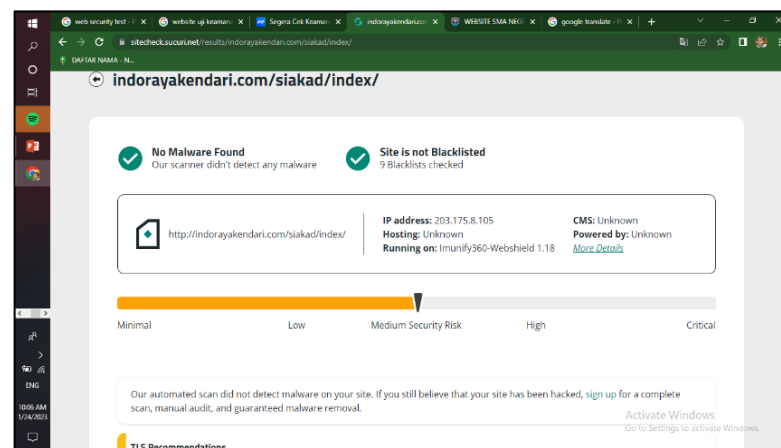 web security test - P
website uji keamana
Segera Cek Keaman
indorayakendari.com
WEBSITE SMA NEGE
google translate - P
sitecheck.sucuri.net/results/indorayakendari.com/siakad/index/
DAFTAR NAMA - N...
indorayakendari.com/siakad/index/
No Malware Found
Our scanner didn't detect any malware
Site is not Blacklisted
9 Blacklists checked
http://indorayakendari.com/siakad/index/
IP address: 203.175.8.105
Hosting: Unknown
Running on: Imunify360-Webshield 1.18
CMS: Unknown
Powered by: Unknown
More Details
Minimal Low Medium Security Risk High Critical
Our automated scan did not detect malware on your site. If you still believe that your site has been hacked, sign up for a complete
scan, manual audit, and guaranteed malware removal.
TLS Recommendations
Activate Windows
Go to Settings to activate Windows.
ENG
10:06 AM
1/24/2023